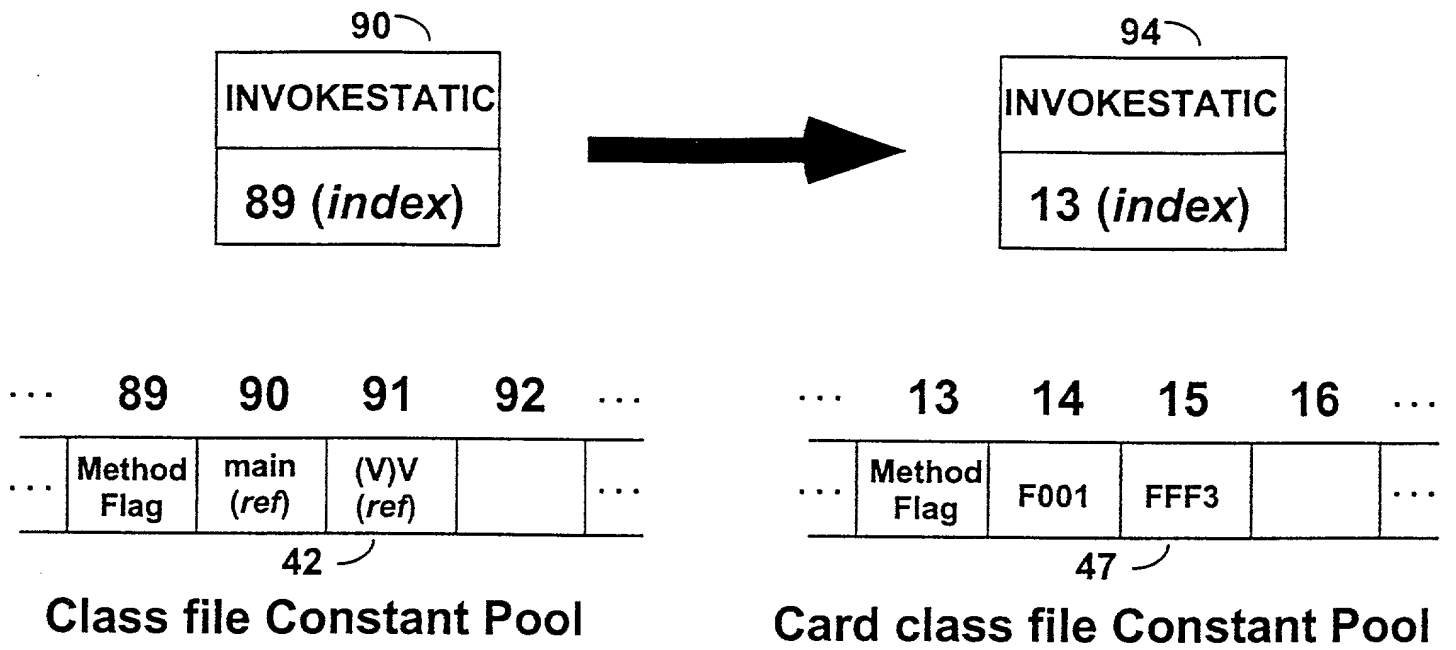 90
INVOKESTATIC
89 (index)
94
INVOKESTATIC
13 (index)
... 89 90 91 92 ...
... Method Flag main (ref) (V)V (ref) ...
42
Class file Constant Pool
... 13 14 15 16 ...
... Method Flag F001 FFF3 ...
47
Card class file Constant Pool